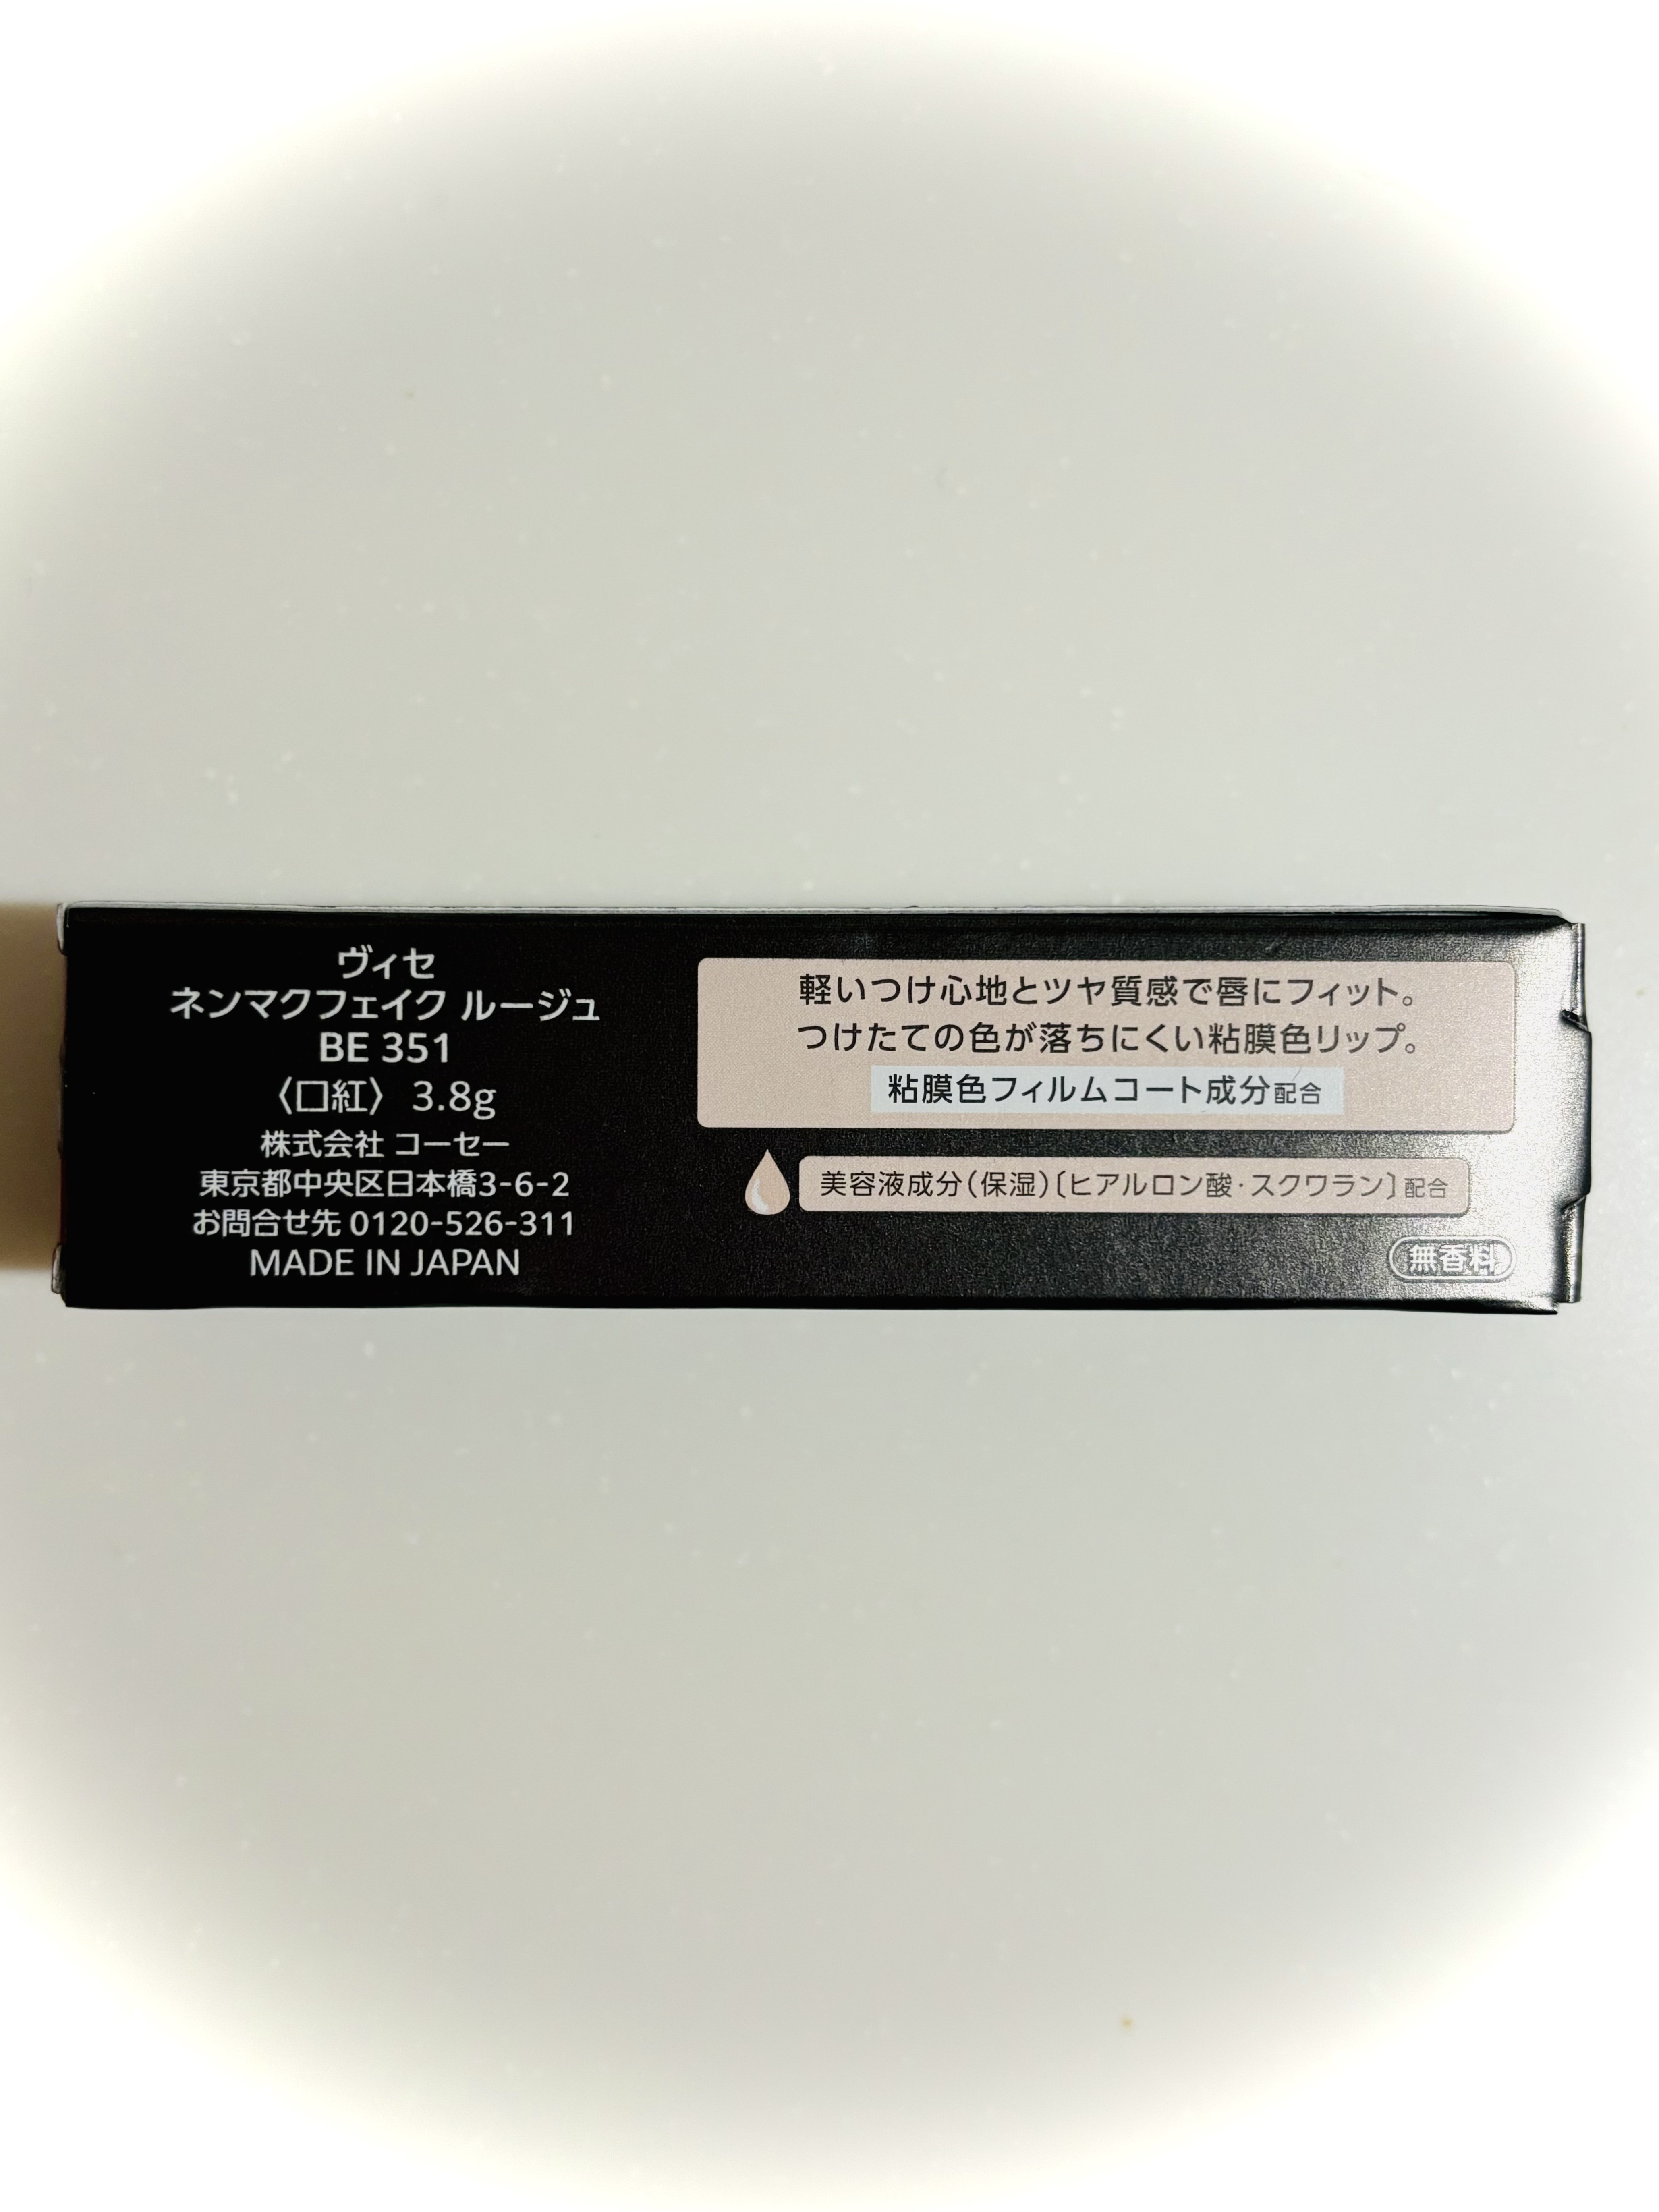 ヴィセ
ネンマクフェイク ルージュ
BE 351
〈口紅〉 3.8g
株式会社 コーセー
東京都中央区日本橋3-6-2
お問合せ先 0120-526-311
MADE IN JAPAN
軽いつけ心地とツヤ質感で唇にフィット。
つけたての色が落ちにくい粘膜色リップ。
粘膜色フィルムコート成分配合
美容液成分(保湿)〔ヒアルロン酸・スクワラン〕配合
無香料